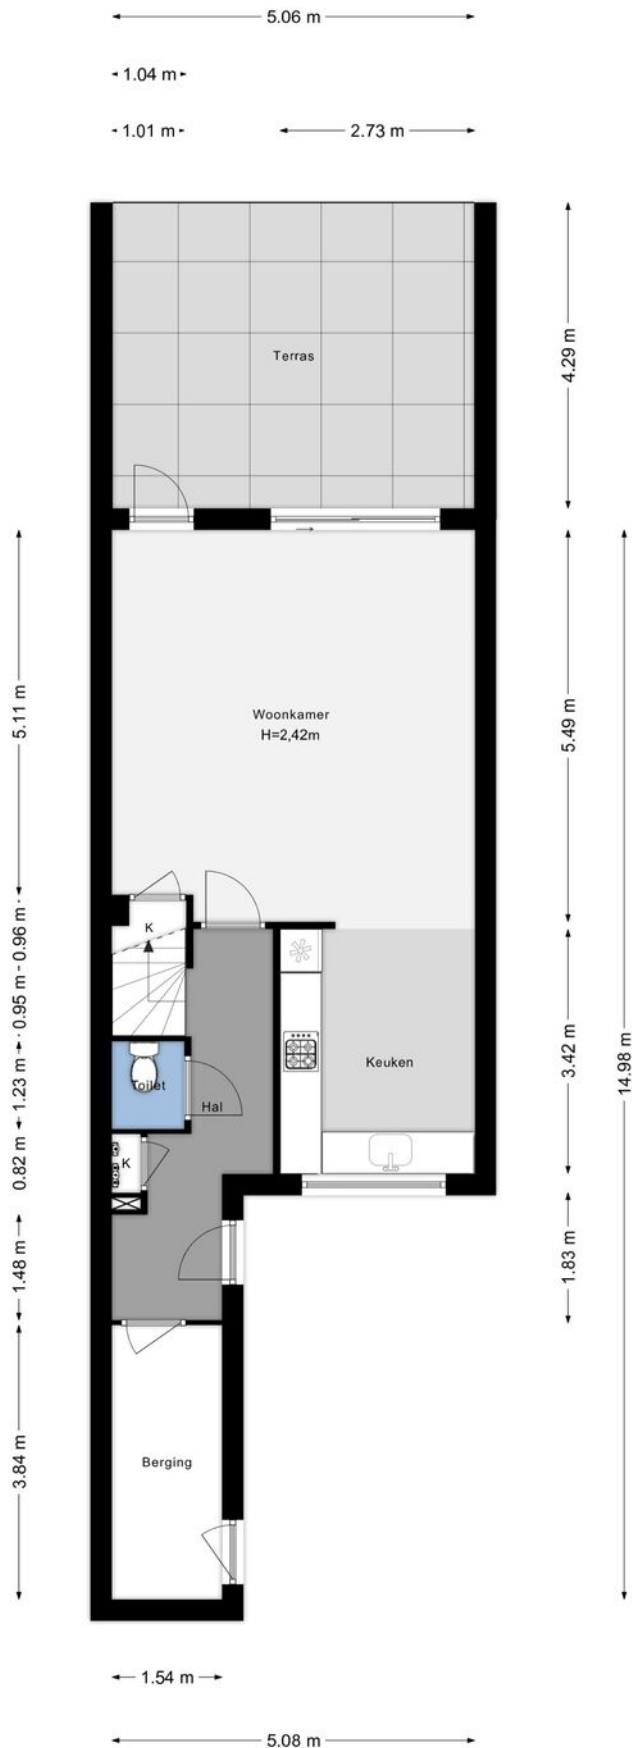 5.06 m
1.04 m
1.01 m
2.73 m
4.29 m
Terras
5.11 m
5.49 m
Woonkamer
H=2,42m
14.98 m
0.96 m
K
0.95 m
3.42 m
1.23 m
Keuken
Toilet
Hal
0.82 m
K
1.48 m
1.83 m
3.84 m
Berging
1.54 m
5.08 m